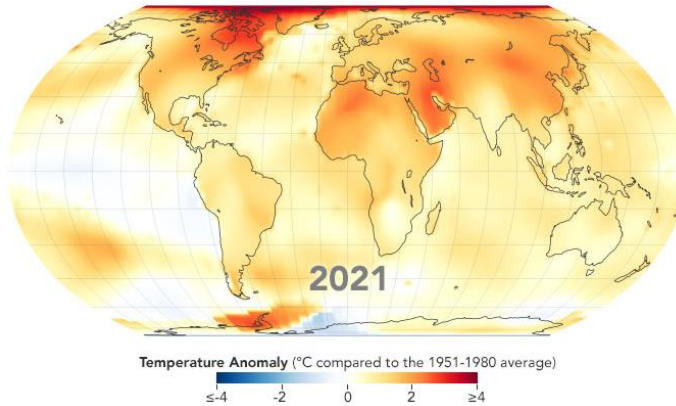 2021
Temperature Anomaly (°C compared to the 1951-1980 average)
≤-4 -2 0 2 ≥4